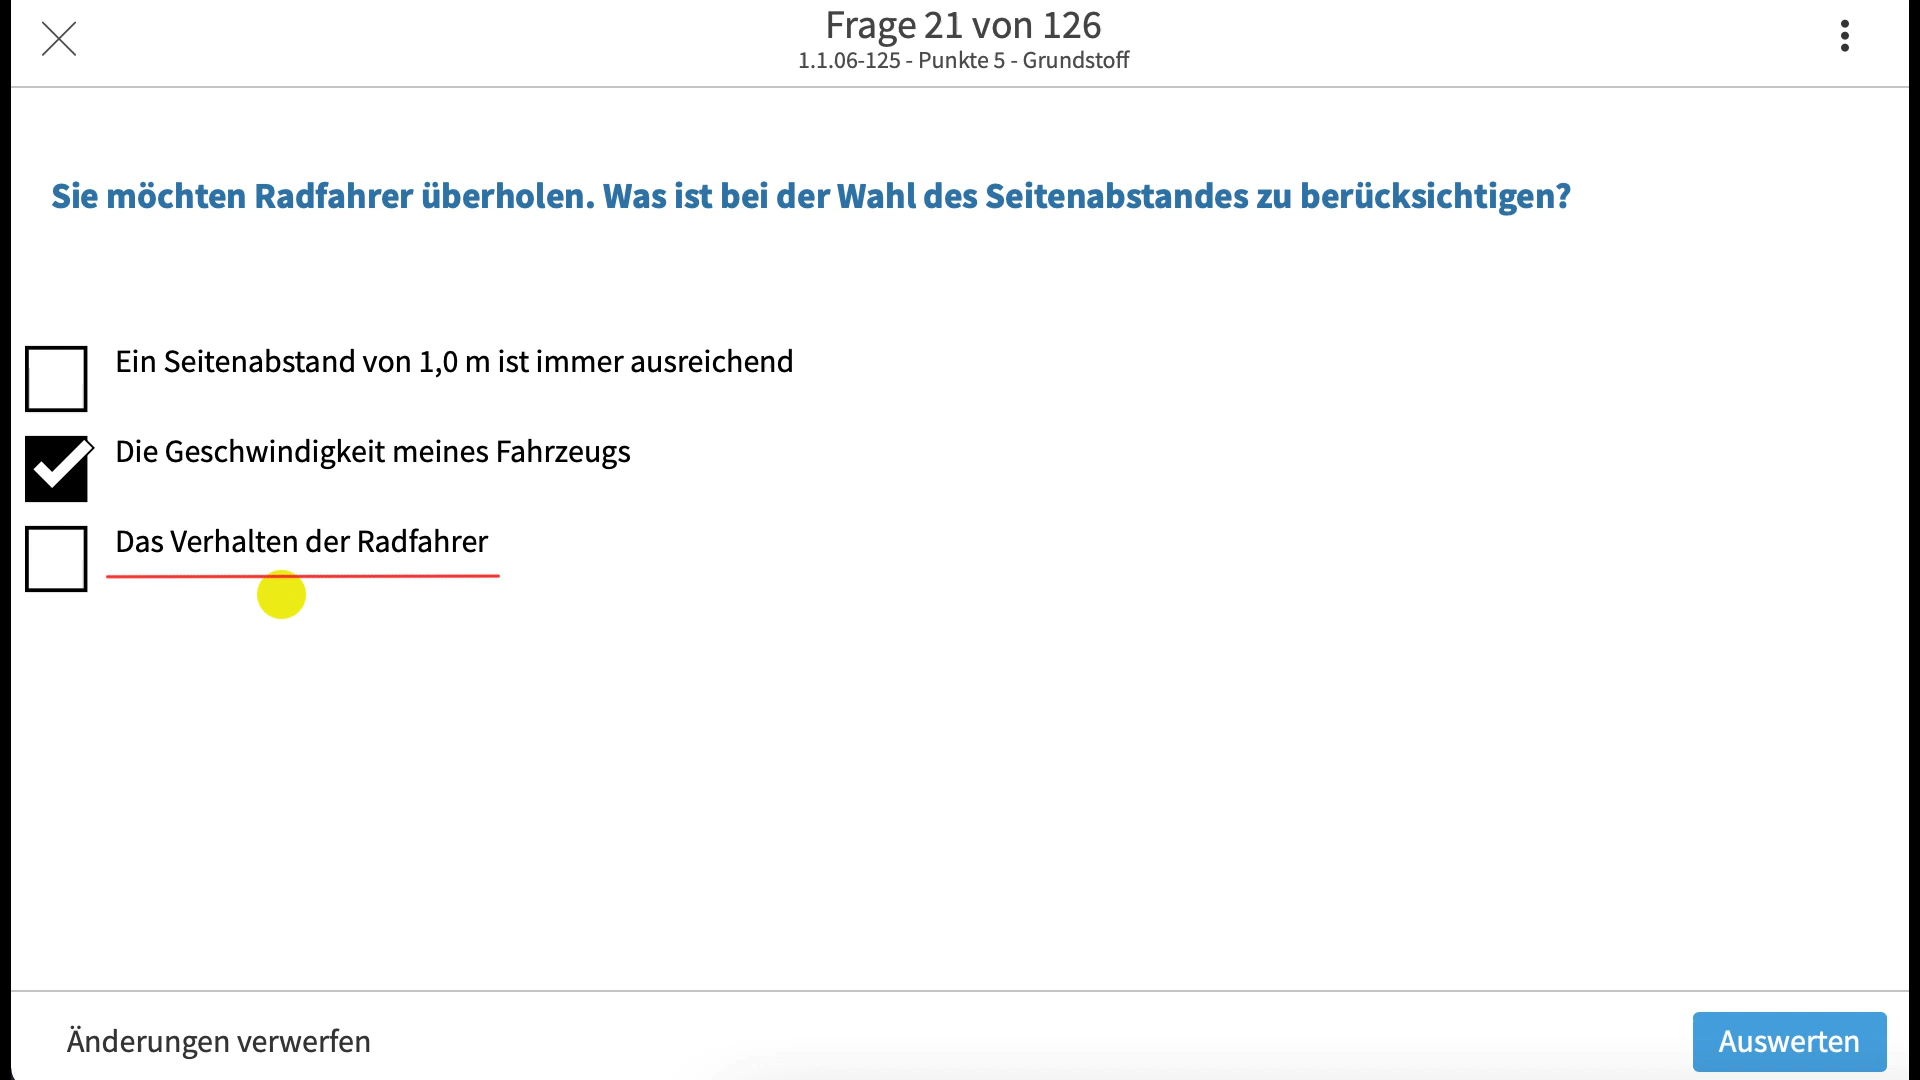 Frage 21 von 126
1.1.06-125 - Punkte 5 - Grundstoff
Sie möchten Radfahrer überholen. Was ist bei der Wahl des Seitenabstandes zu berücksichtigen?
Ein Seitenabstand von 1,0 m ist immer ausreichend
Die Geschwindigkeit meines Fahrzeugs
Das Verhalten der Radfahrer
Änderungen verwerfen
Auswerten